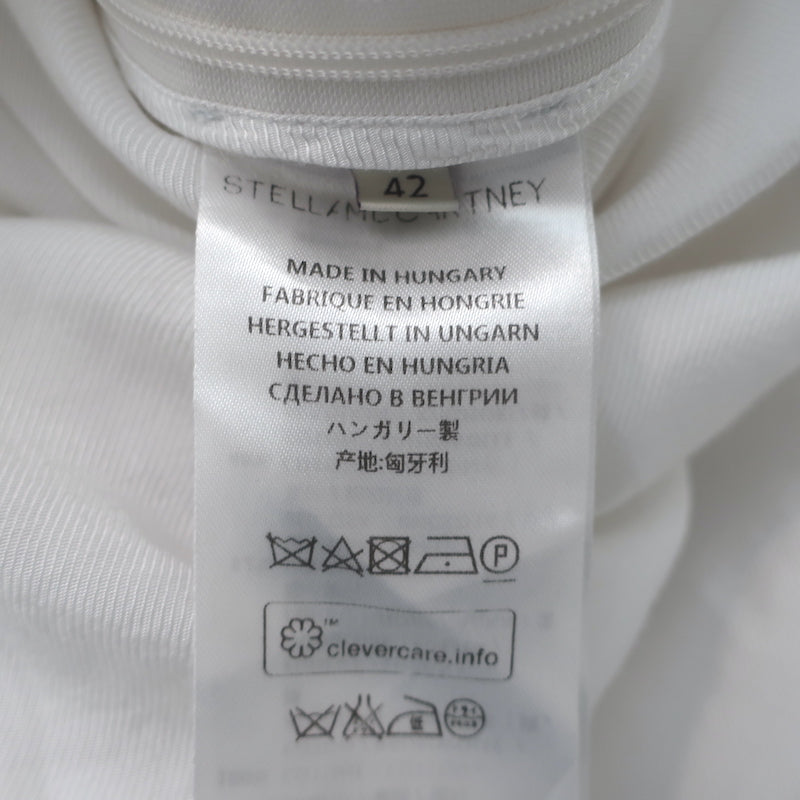 42
STELLA McCARTNEY
MADE IN HUNGARY
FABRIQUE EN HONGRIE
HERGESTELLT IN UNGARN
HECHO EN HUNGRIA
СДЕЛАНО В ВЕНГРИИ
ハンガリー製
产地:匈牙利
P
™
clevercare.info